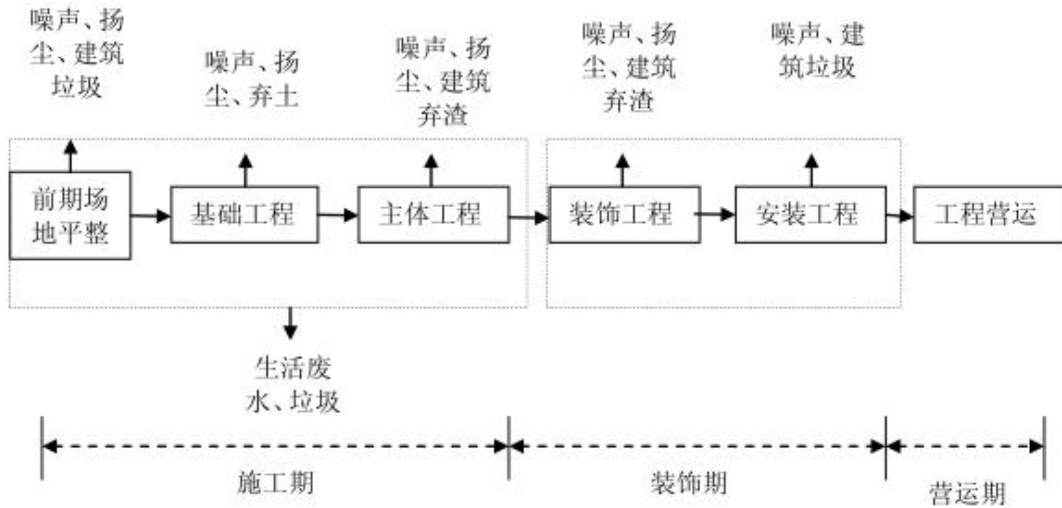 噪声、扬
尘、建筑
垃圾
噪声、扬
尘、弃土
噪声、扬
尘、建筑
弃渣
噪声、扬
尘、建筑
弃渣
噪声、建
筑垃圾
前期场
地平整
基础工程
主体工程
装饰工程
安装工程
工程营运
生活废
水、垃圾
施工期
装饰期
营运期